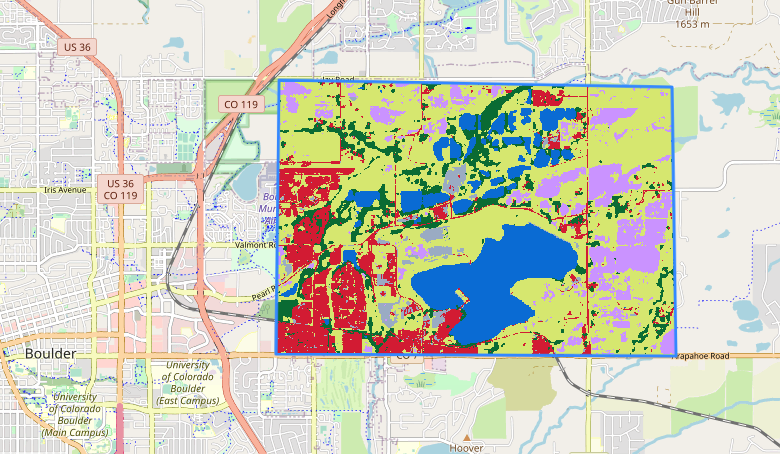 Gun Barrel
Hill
1653 m
US 36
Longm
Jay Road
CO 119
US 36
CO 119
Iris Avenue
Valmont Ro
Pearl P
Boulder
University
of Colorado
Boulder
(East Campus)
University
of Colorado
Boulder
(Main Campus)
Arapahoe Road
Hoover